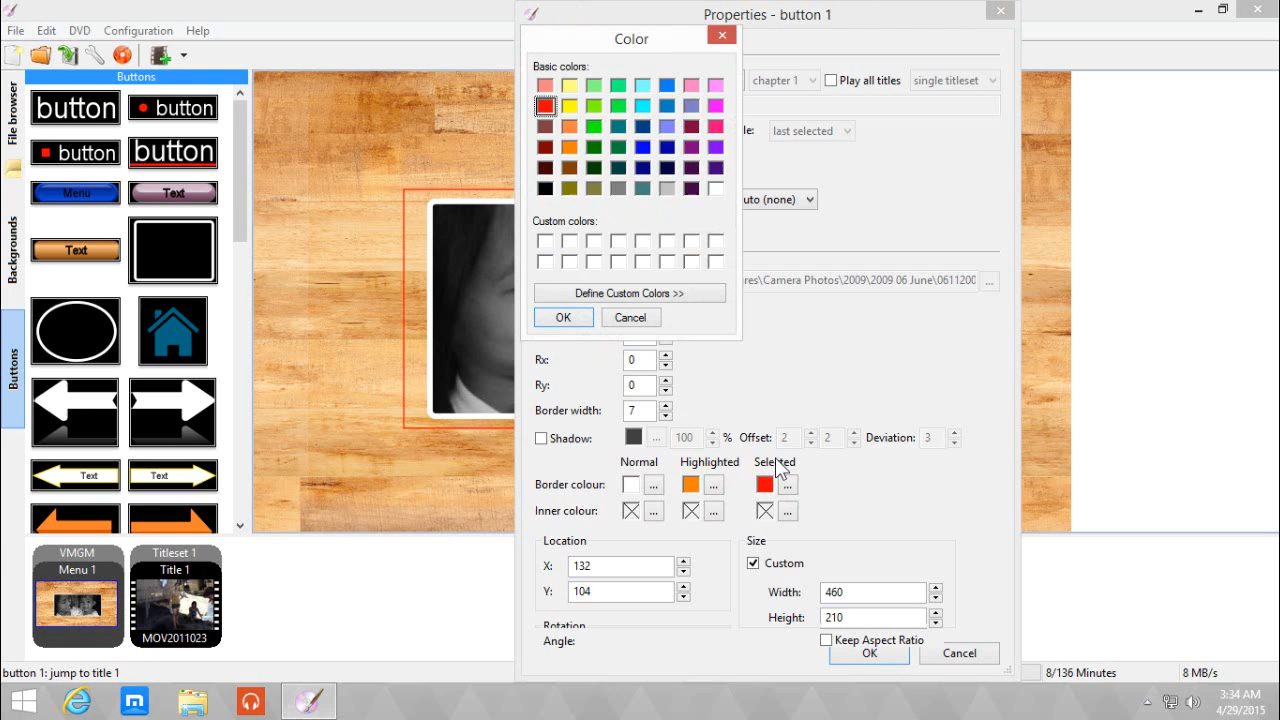 Properties - button 1
File Edit DVD Configuration Help
Color
Buttons
Basic colors:
chapter 1
Play all titles
single titleset
File browser
button
button
last selected
button
button
Menu
Text
uto (none)
Custom colors:
Backgrounds
Text
res\Camera Photos\2009\2009 06 June\0611200
...
Define Custom Colors >>
OK
Cancel
Buttons
Rx: 0
Ry: 0
Border width: 7
Shadow: ... 100 % Offset: 2 2 Deviation: 3
Normal Highlighted Selected
Border colour: ... ... ...
Inner colour: ... ... ...
Text
Text
Location
Size
X: 132
Custom
Y: 104
Width: 460
Height: 210
Rotation
Angle:
Keep Aspect Ratio
OK
Cancel
VMGM
Menu 1
Titleset 1
Title 1
MOV2011023
button 1: jump to title 1
8/136 Minutes
8 MB/s
3:34 AM
4/29/2015